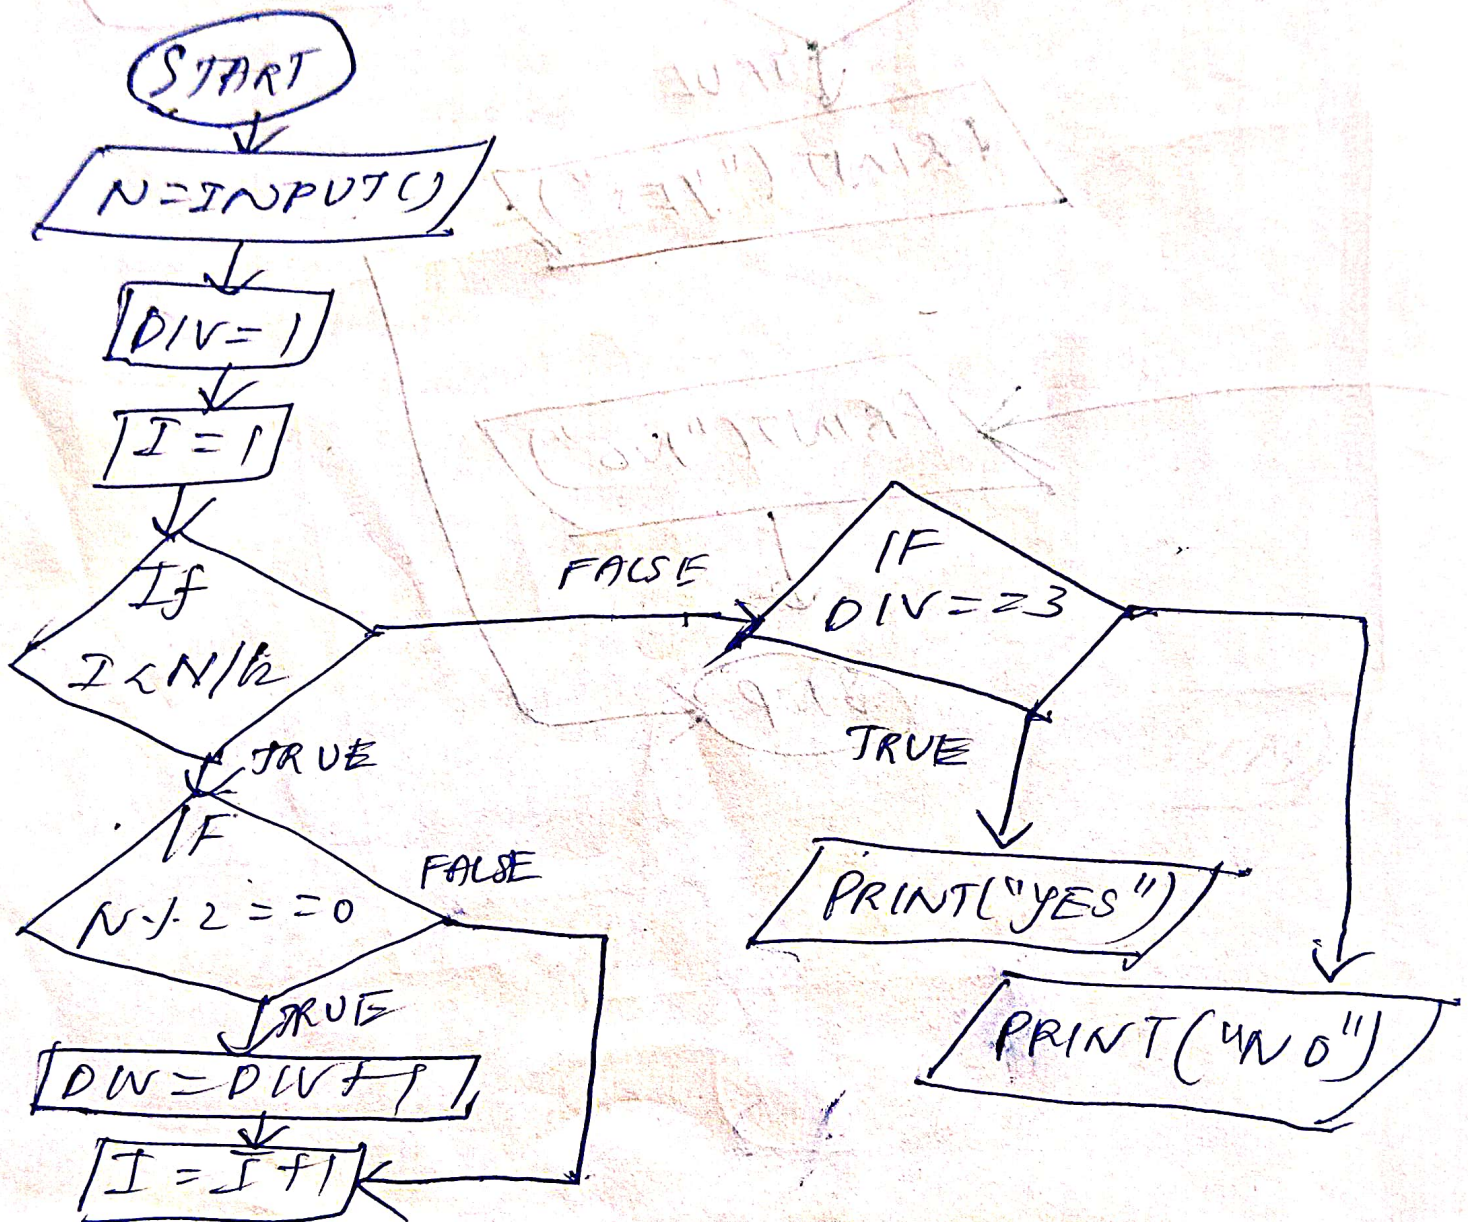 START
N=INPUT()
DIV=1
I=1
If
I<N/2
FALSE
TRUE
IF
DIV==3
TRUE
PRINT("YES")
PRINT("NO")
IF
N%2==0
FALSE
TRUE
DIV=DIV+1
I=I+1